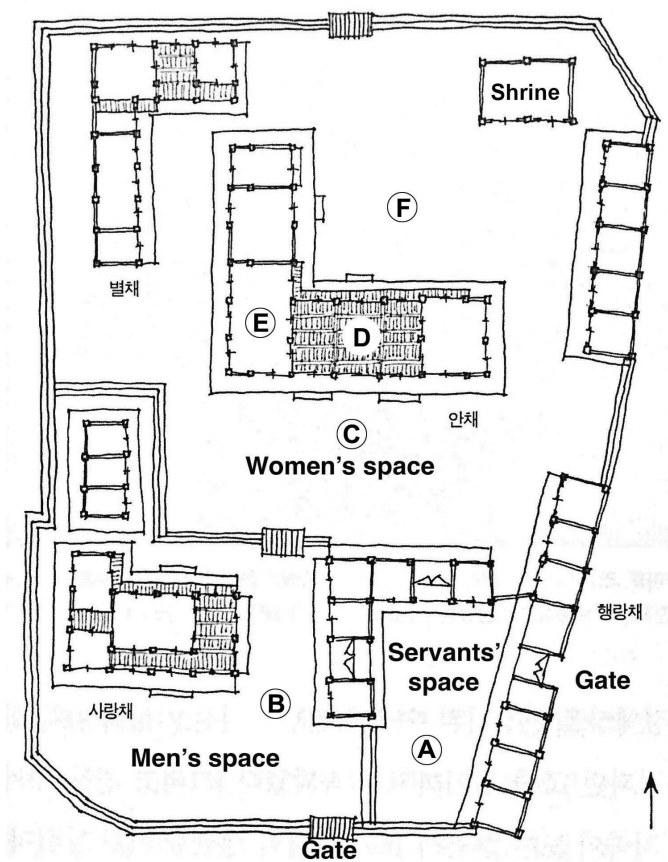 Shrine
F
별채
E
D
안채
C
Women's space
행랑채
Servants'
space
Gate
사랑채
B
A
Men's space
Gate